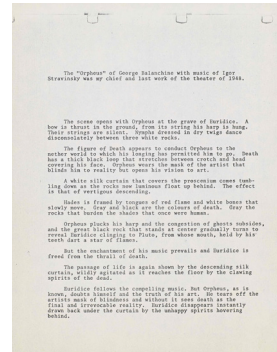 The "Orpheus" of George Balanchine with music of Igor
Stravinsky was my chief and last work of the theater of 1948.
The scene opens with Orpheus at the grave of Euridice. A
bow is thrust in the ground, from its string his harp is hung.
Their strings are silent. Nymphs dressed in dry twigs dance
disconsolately between three white rocks.
The figure of Death appears to conduct Orpheus to the
nether world to which his longing has permitted him to go. Death
has a thick black loop that stretches between crotch and head
covering his face. Orpheus wears the mask of the artist that
blinds him to reality but opens his vision to art.
A white silk curtain that covers the proscenium comes tumb-
ling down as the rocks now luminous float up behind. The effect
is that of vertigous descending.
Hades is framed by tongues of red flame and white bones that
slowly move. Gray and black are the colours of death. Gray the
rocks that burden the shades that once were human.
Orpheus plucks his harp and the congestion of ghosts subsides,
and the great black rock that stands at center gradually turns to
reveal Euridice clinging to Pluto, from whose mouth, held by his
teeth dart a star of flames.
But the enchantment of his music prevails and Euridice is
freed from the thrall of death.
The passage of life is again shown by the descending silk
curtain, wildly agitated as it reaches the floor by the clawing
spirits of the dead.
Euridice follows the compelling music. But Orpheus, as is
known, doubts himself and the truth of his art. He tears off the
artists mask of blindness and without it sees death as the
final and irrevocable reality. Euridice disappears instantly
drawn back under the curtain by the unhappy spirits hovering
behind.